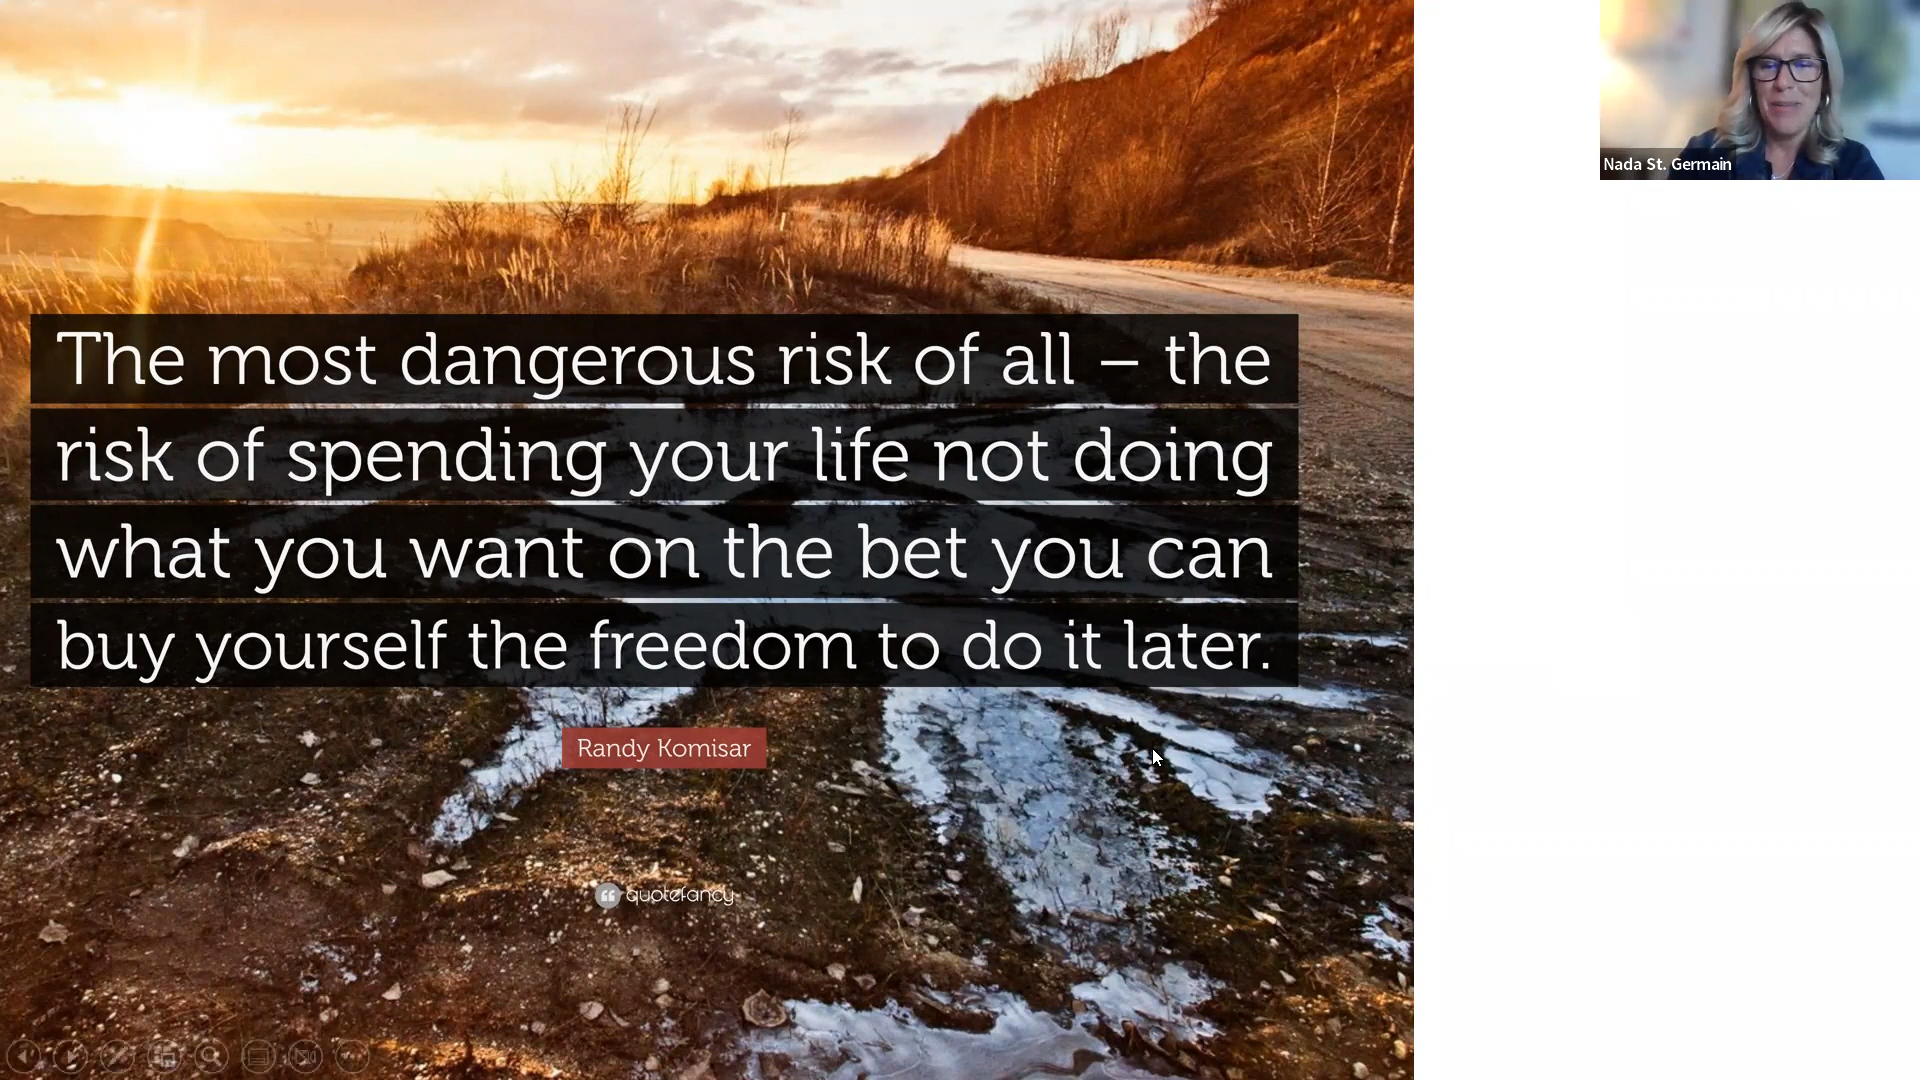 The most dangerous risk of all – the
risk of spending your life not doing
what you want on the bet you can
buy yourself the freedom to do it later.
Randy Komisar
quotefancy
Nada St. Germain